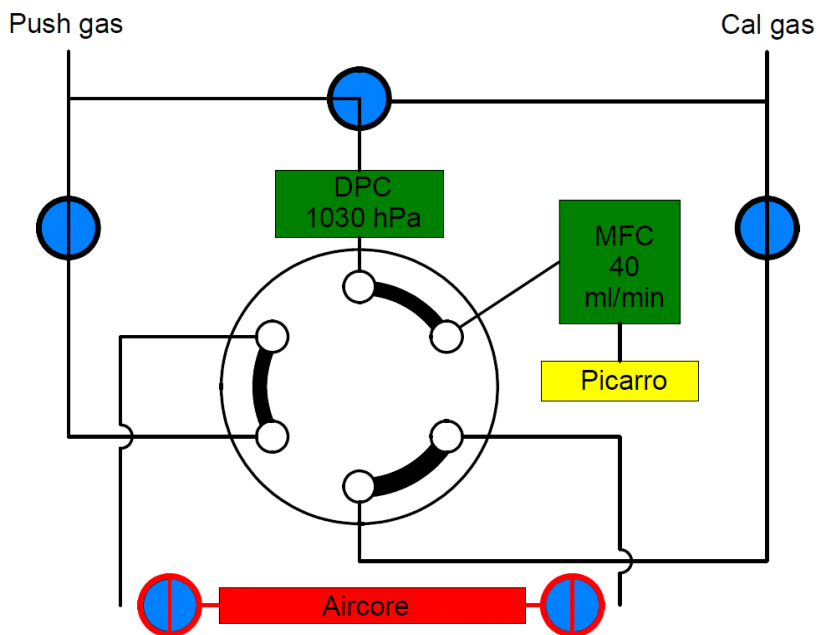 Push gas
Cal gas
DPC
1030 hPa
MFC
40
ml/min
Picarro
Aircore